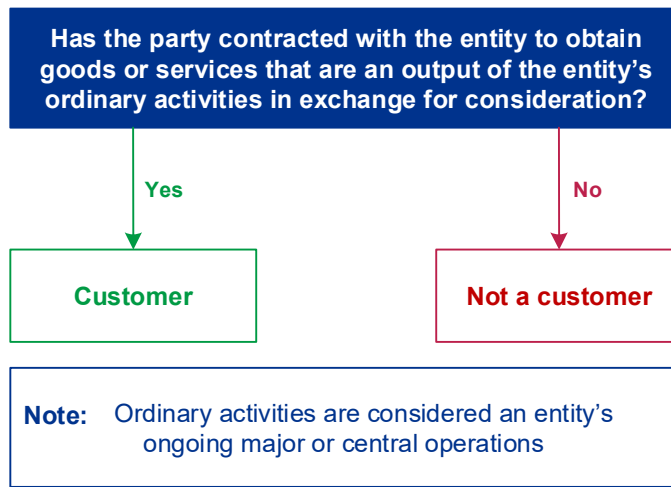 Has the party contracted with the entity to obtain
goods or services that are an output of the entity’s
ordinary activities in exchange for consideration?
Yes
No
Customer
Not a customer
Note: Ordinary activities are considered an entity’s
ongoing major or central operations